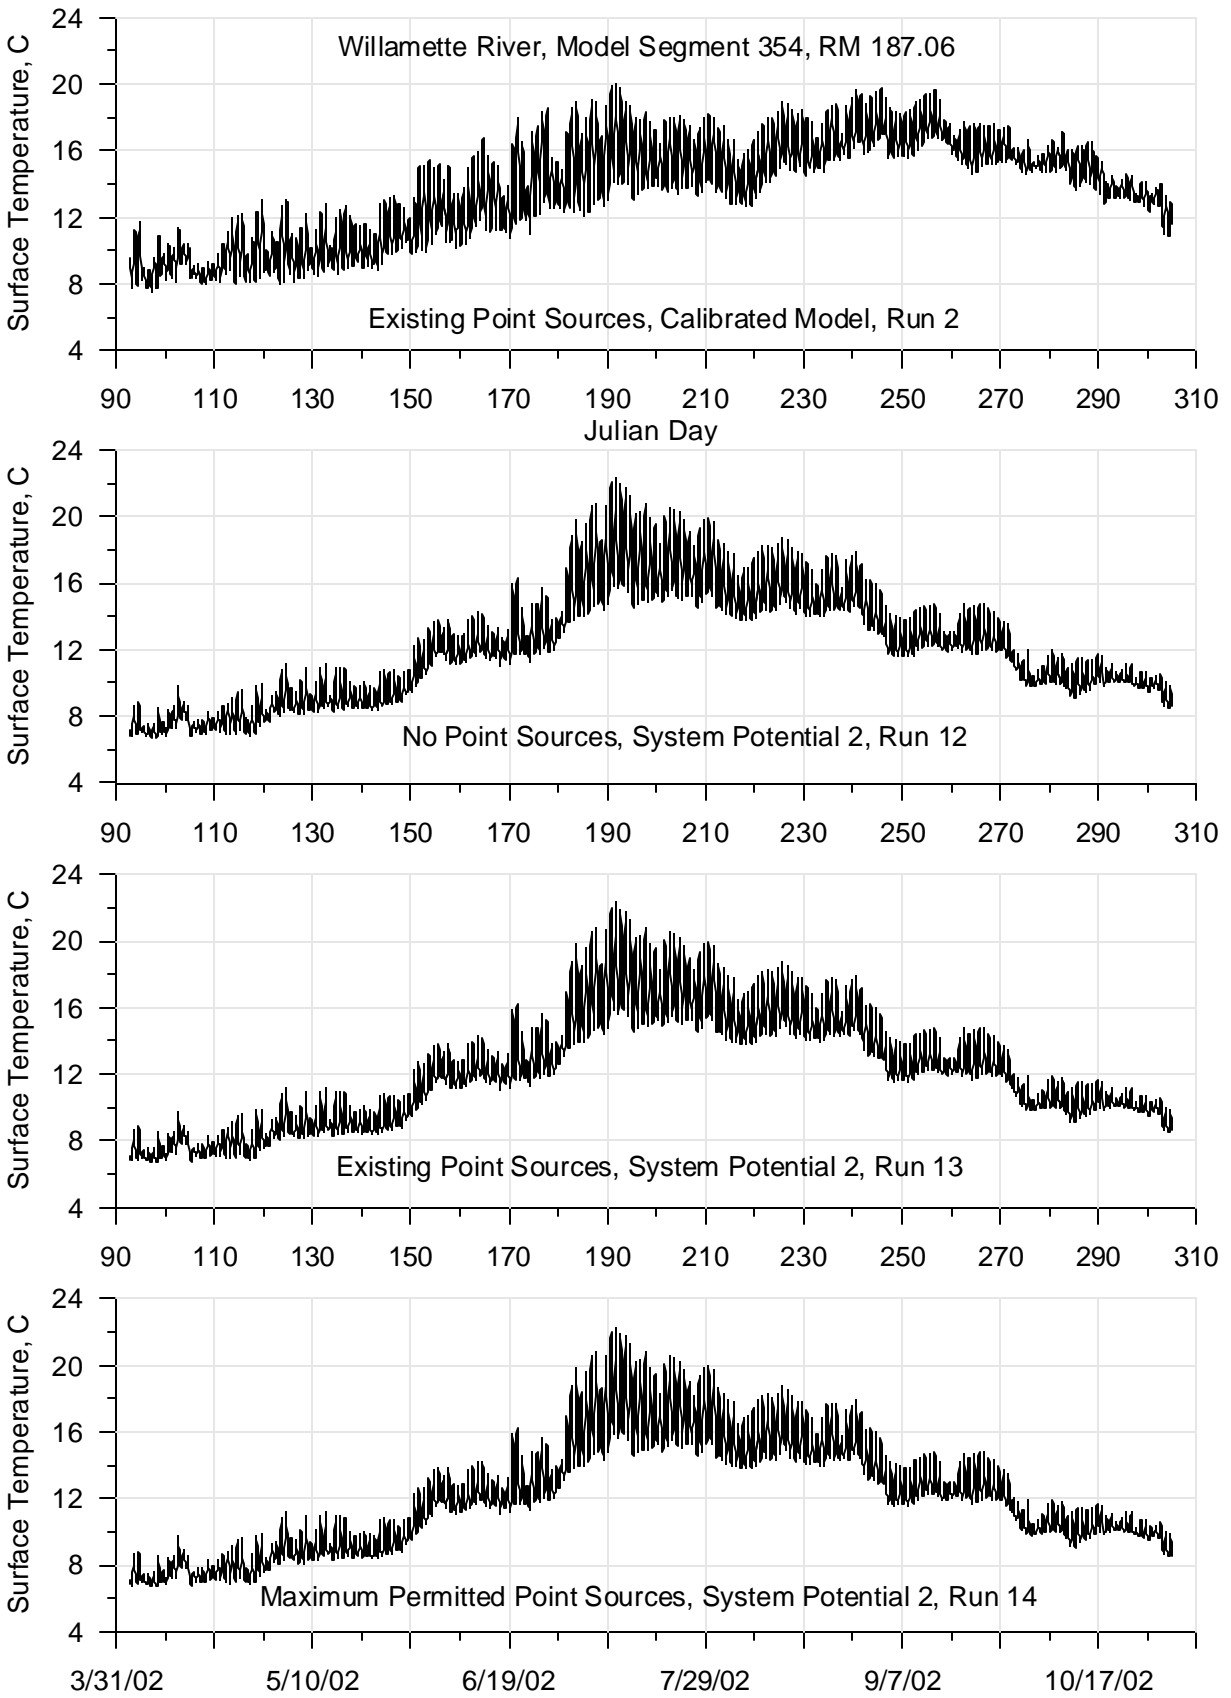 24
Willamette River, Model Segment 354, RM 187.06
20
16
12
8
Existing Point Sources, Calibrated Model, Run 2
4
Surface Temperature, C
90 110 130 150 170 190 210 230 250 270 290 310
Julian Day
24
20
16
12
8
No Point Sources, System Potential 2, Run 12
4
Surface Temperature, C
90 110 130 150 170 190 210 230 250 270 290 310
24
20
16
12
8
Existing Point Sources, System Potential 2, Run 13
4
Surface Temperature, C
90 110 130 150 170 190 210 230 250 270 290 310
24
20
16
12
8
Maximum Permitted Point Sources, System Potential 2, Run 14
4
Surface Temperature, C
3/31/02 5/10/02 6/19/02 7/29/02 9/7/02 10/17/02